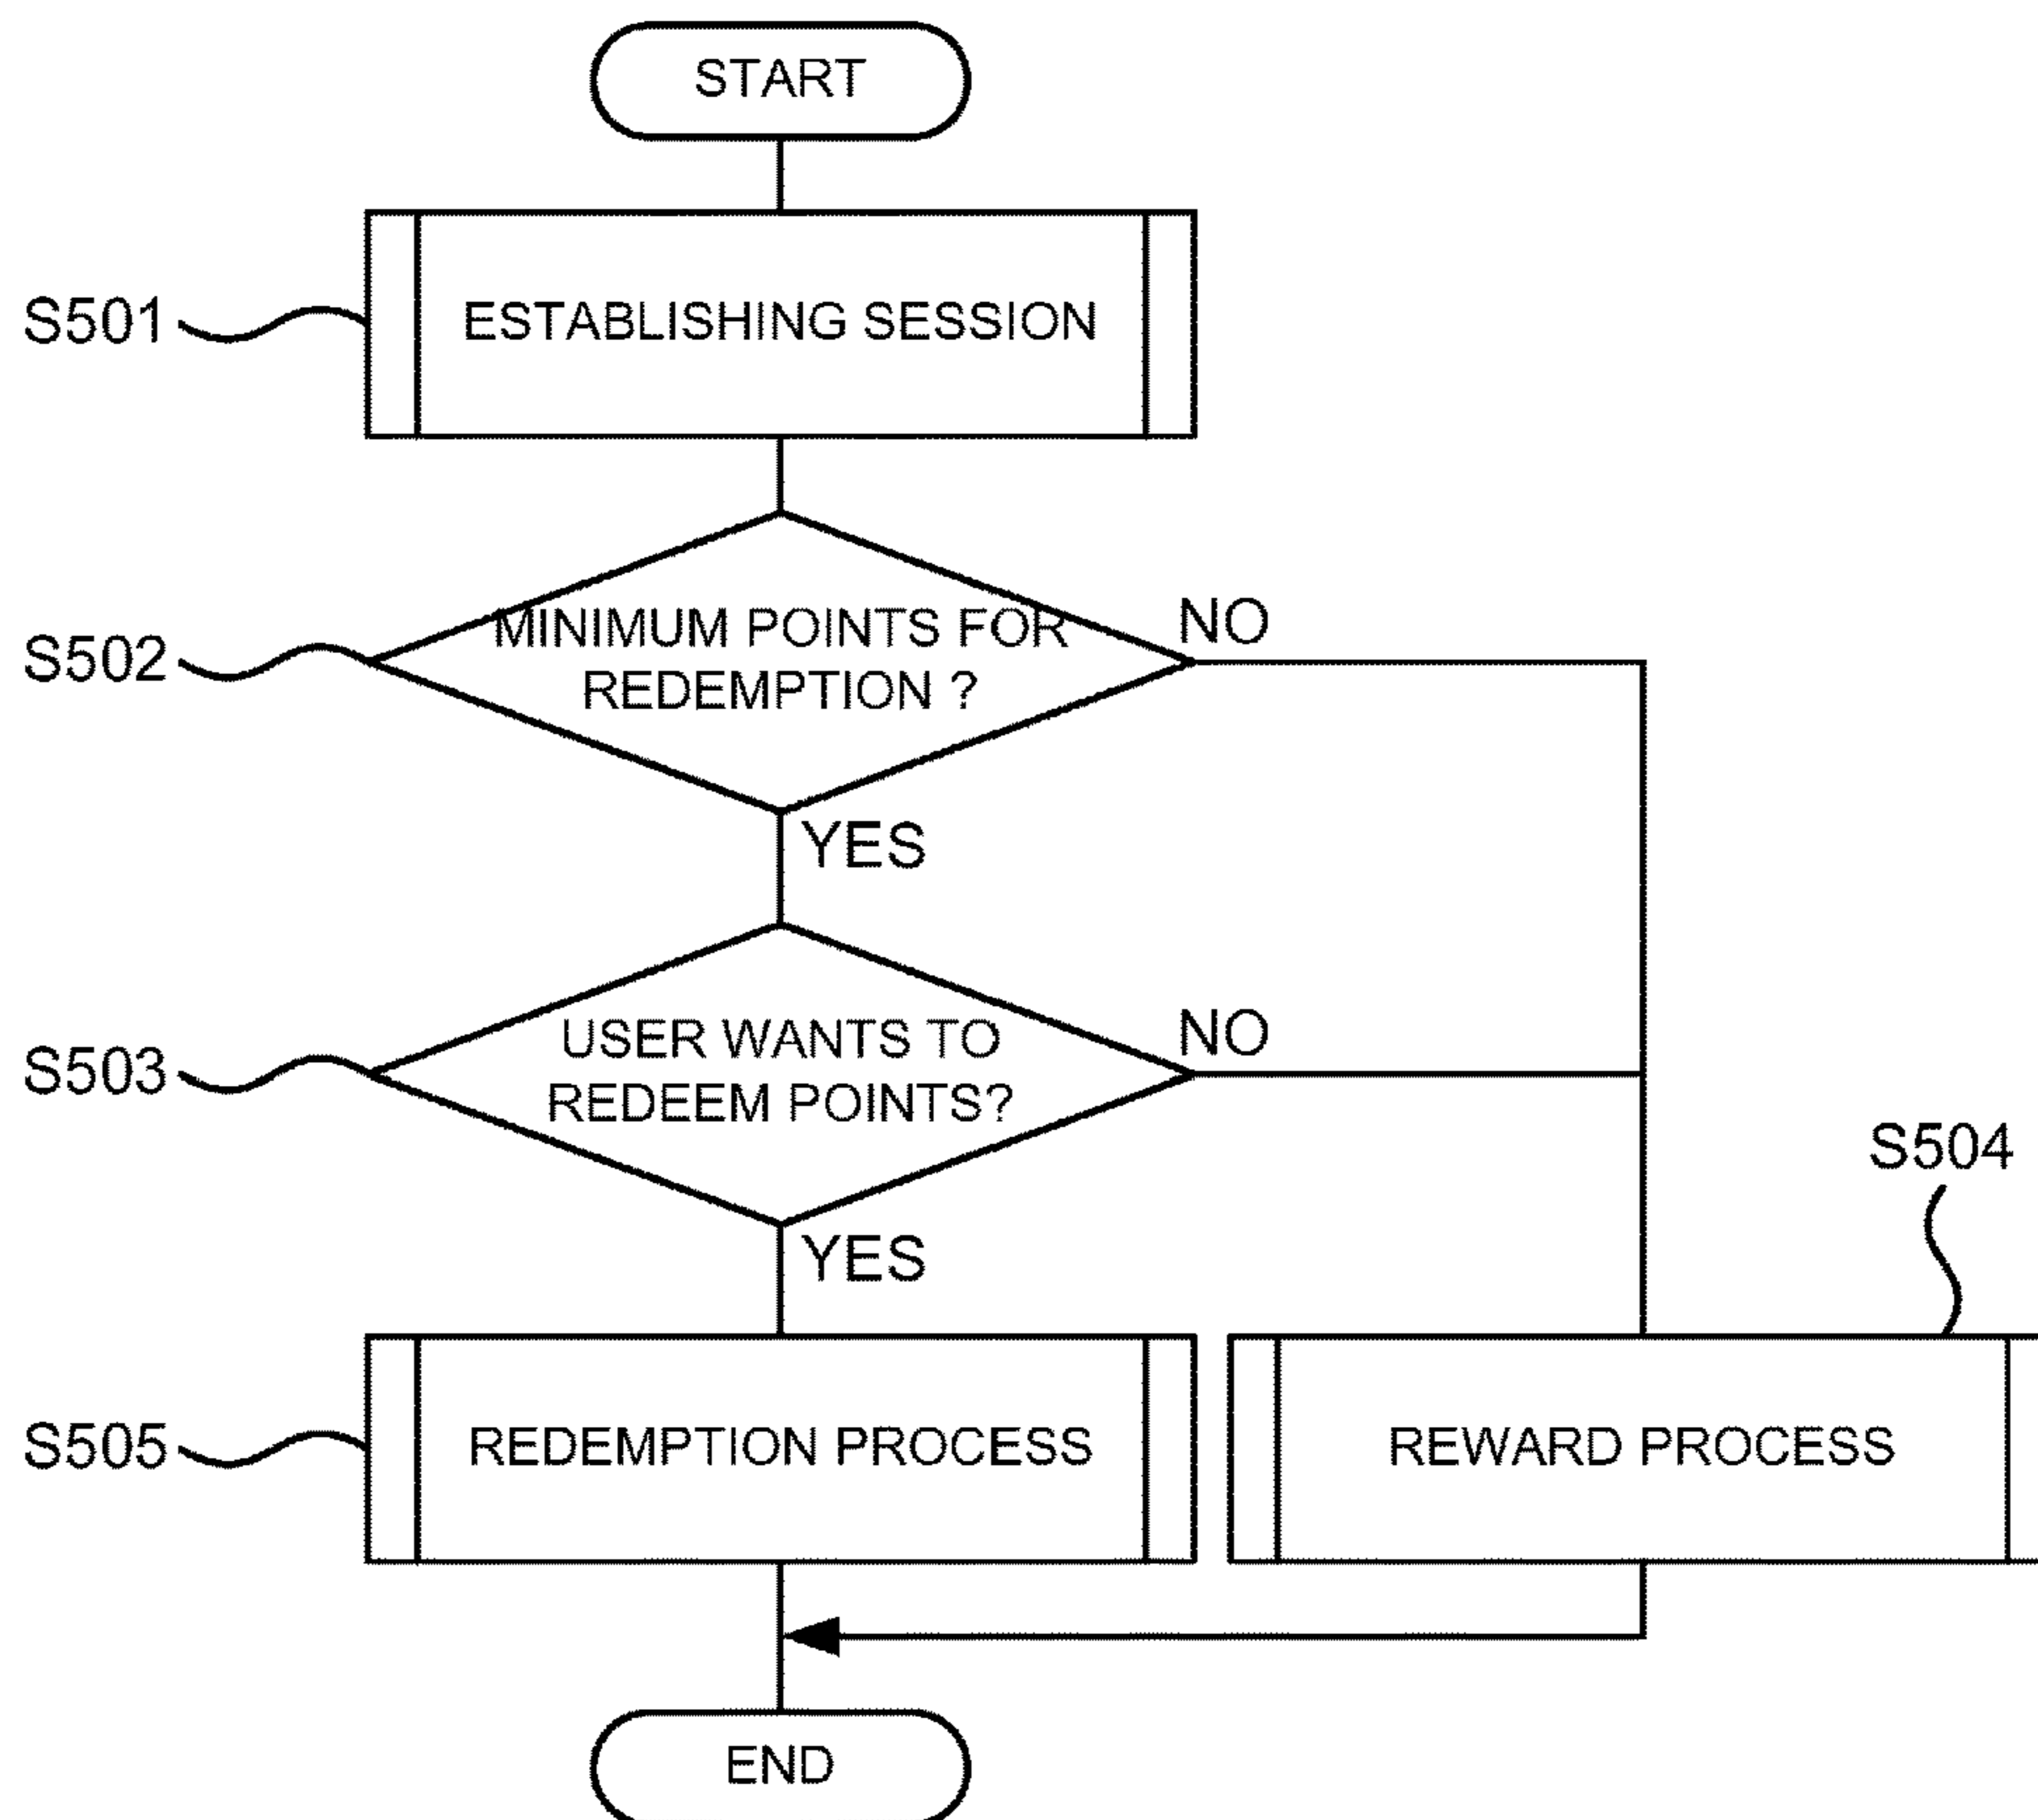 START
S501
ESTABLISHING SESSION
S502
MINIMUM POINTS FOR
REDEMPTION ?
NO
YES
S503
USER WANTS TO
REDEEM POINTS?
NO
YES
S504
S505
REDEMPTION PROCESS
REWARD PROCESS
END